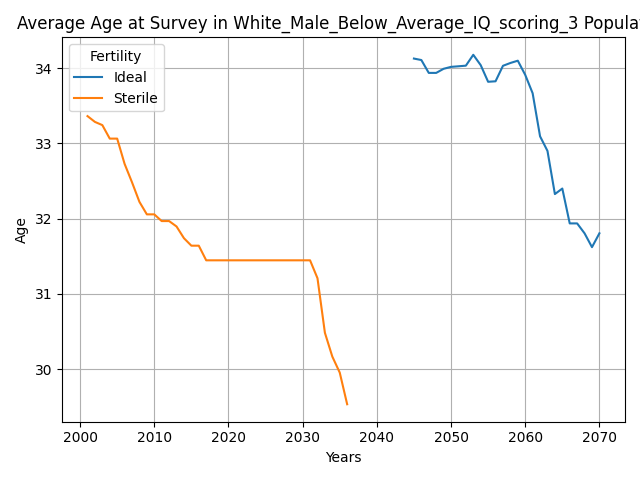 Average Age at Survey in White_Male_Below_Average_IQ_scoring_3 Popula
Fertility
Ideal
Sterile
34
33
32
31
30
Age
2000 2010 2020 2030 2040 2050 2060 2070
Years